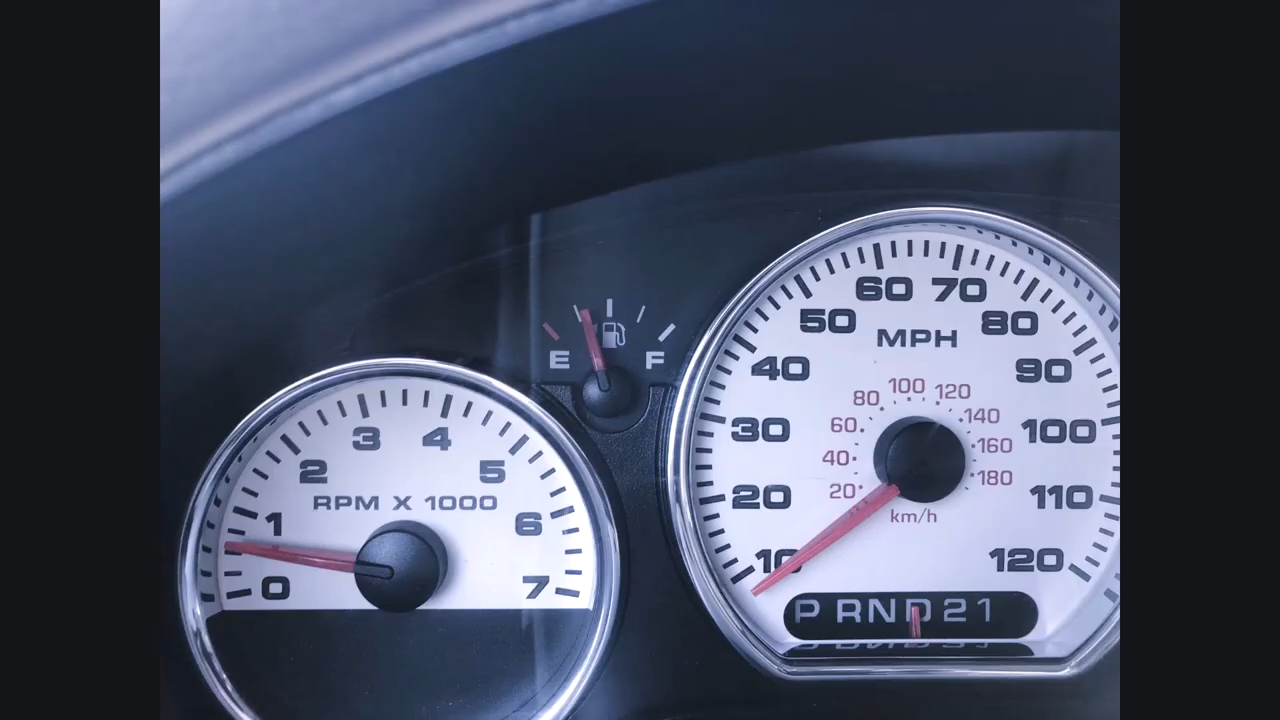 E F
0 1 2 3 4 5 6 7
RPM X 1000
10 20 30 40 50 60 70 80 90 100 110 120
MPH
20 40 60 80 100 120 140 160 180
km/h
P R N D 2 1